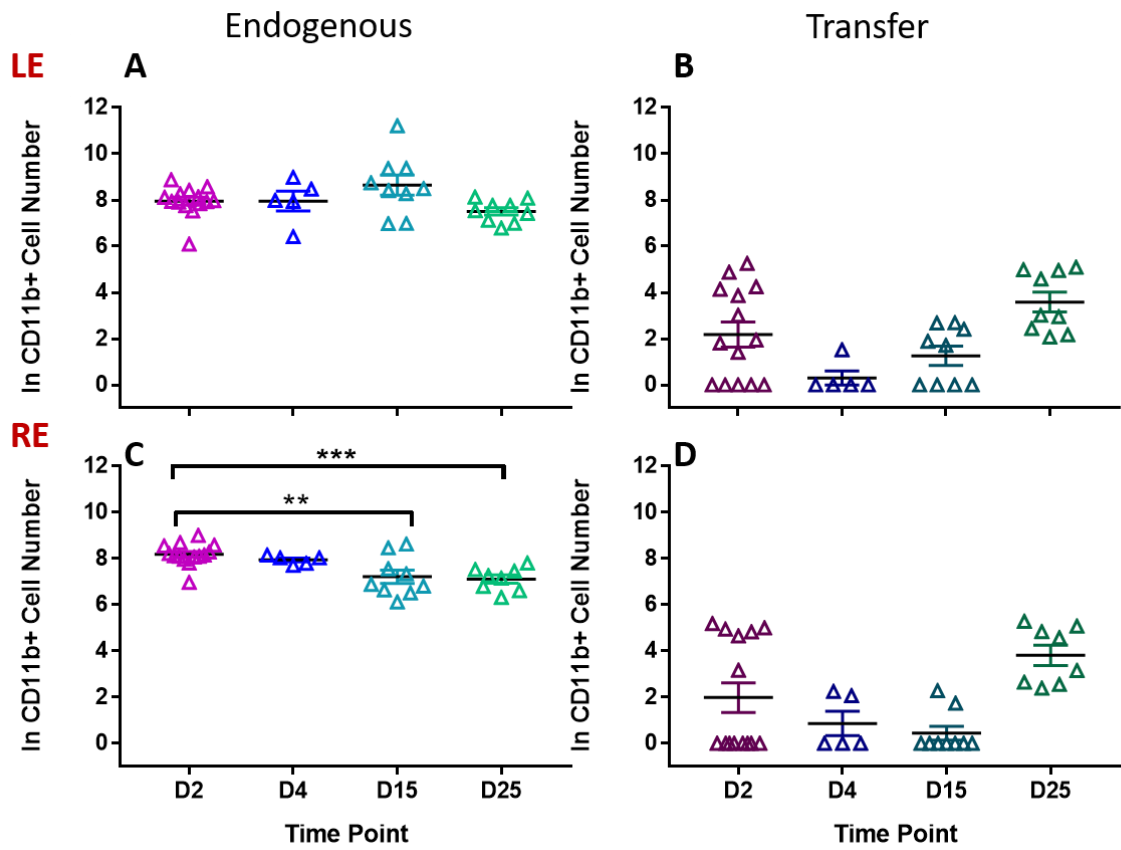 Endogenous
Transfer
LE
A
B
ln CD11b+ Cell Number
12
10
8
6
4
2
0
ln CD11b+ Cell Number
12
10
8
6
4
2
0
RE
C
D
***
**
ln CD11b+ Cell Number
12
10
8
6
4
2
0
D2 D4 D15 D25
Time Point
ln CD11b+ Cell Number
12
10
8
6
4
2
0
D2 D4 D15 D25
Time Point